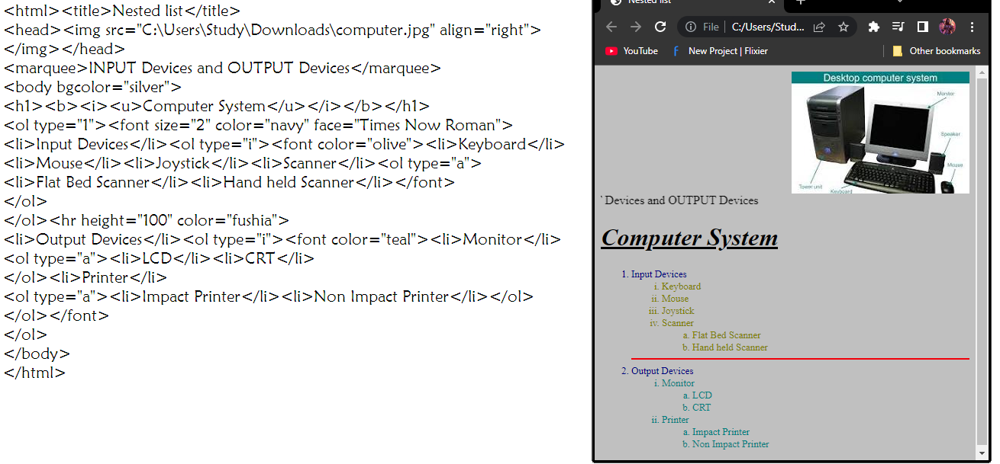 <html><title>Nested list</title>
<head><img src="C:\Users\Study\Downloads\computer.jpg" align="right">
</img></head>
<marquee>INPUT Devices and OUTPUT Devices</marquee>
<body bgcolor="silver">
<h1><b><i><u>Computer System</u></i></b></h1>
<ol type="1"><font size="2" color="navy" face="Times Now Roman">
<li>Input Devices</li><ol type="i"><font color="olive"><li>Keyboard</li>
<li>Mouse</li><li>Joystick</li><li>Scanner</li><ol type="a">
<li>Flat Bed Scanner</li><li>Hand held Scanner</li></font>
</ol>
</ol><hr height="100" color="fushia">
<li>Output Devices</li><ol type="i"><font color="teal"><li>Monitor</li>
<ol type="a"><li>LCD</li><li>CRT</li>
</ol><li>Printer</li>
<ol type="a"><li>Impact Printer</li><li>Non Impact Printer</li></ol>
</ol></font>
</ol>
</body>
</html>
Nested list
File C:/Users/Stud...
YouTube New Project | Flixier Other bookmarks
Desktop computer system
Monitor
Speaker
Mouse
Tower unit
Keyboard
Devices and OUTPUT Devices
Computer System
1. Input Devices
i. Keyboard
ii. Mouse
iii. Joystick
iv. Scanner
a. Flat Bed Scanner
b. Hand held Scanner
2. Output Devices
i. Monitor
a. LCD
b. CRT
ii. Printer
a. Impact Printer
b. Non Impact Printer